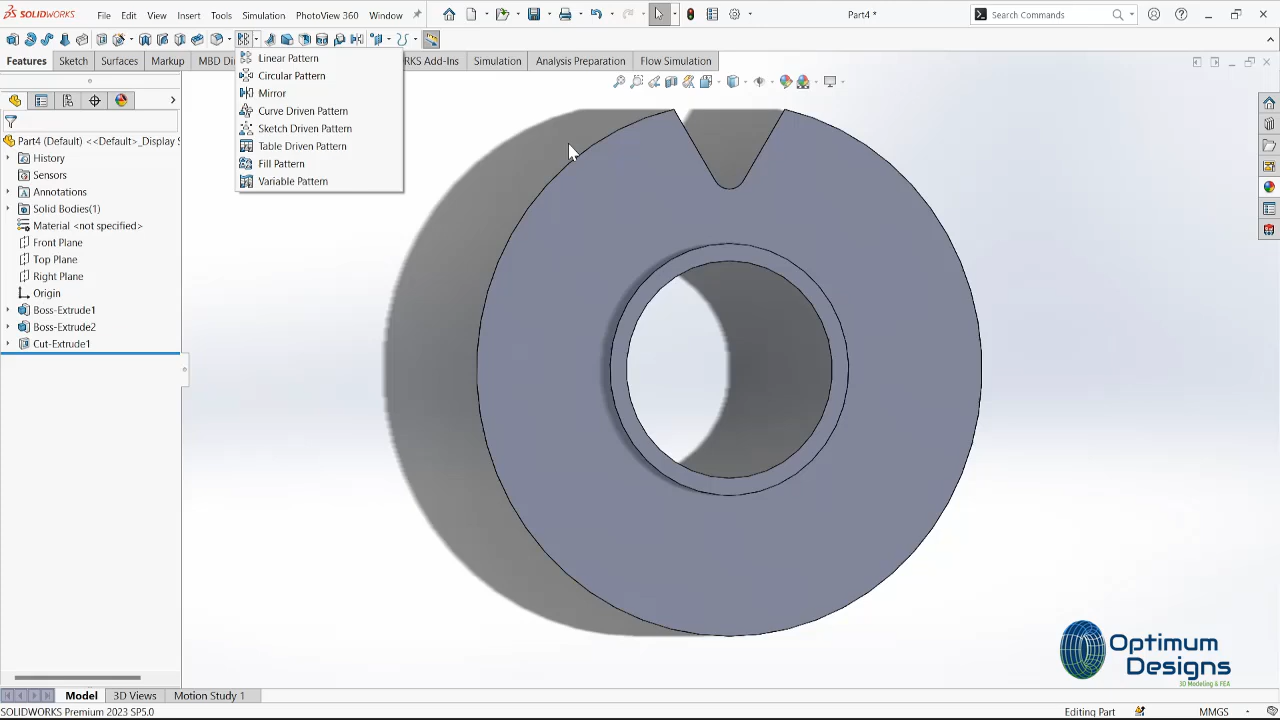 SOLIDWORKS File Edit View Insert Tools Simulation PhotoView 360 Window Part4 * Search Commands
Features Sketch Surfaces Markup MBD Di RKS Add-Ins Simulation Analysis Preparation Flow Simulation
Linear Pattern
Circular Pattern
Mirror
Curve Driven Pattern
Sketch Driven Pattern
Table Driven Pattern
Fill Pattern
Variable Pattern
Part4 (Default) <<Default>_Display S
History
Sensors
Annotations
Solid Bodies(1)
Material <not specified>
Front Plane
Top Plane
Right Plane
Origin
Boss-Extrude1
Boss-Extrude2
Cut-Extrude1
Optimum
Designs
3D Modeling & FEA
Model 3D Views Motion Study 1
SOLIDWORKS Premium 2023 SP5.0 Editing Part MMGS